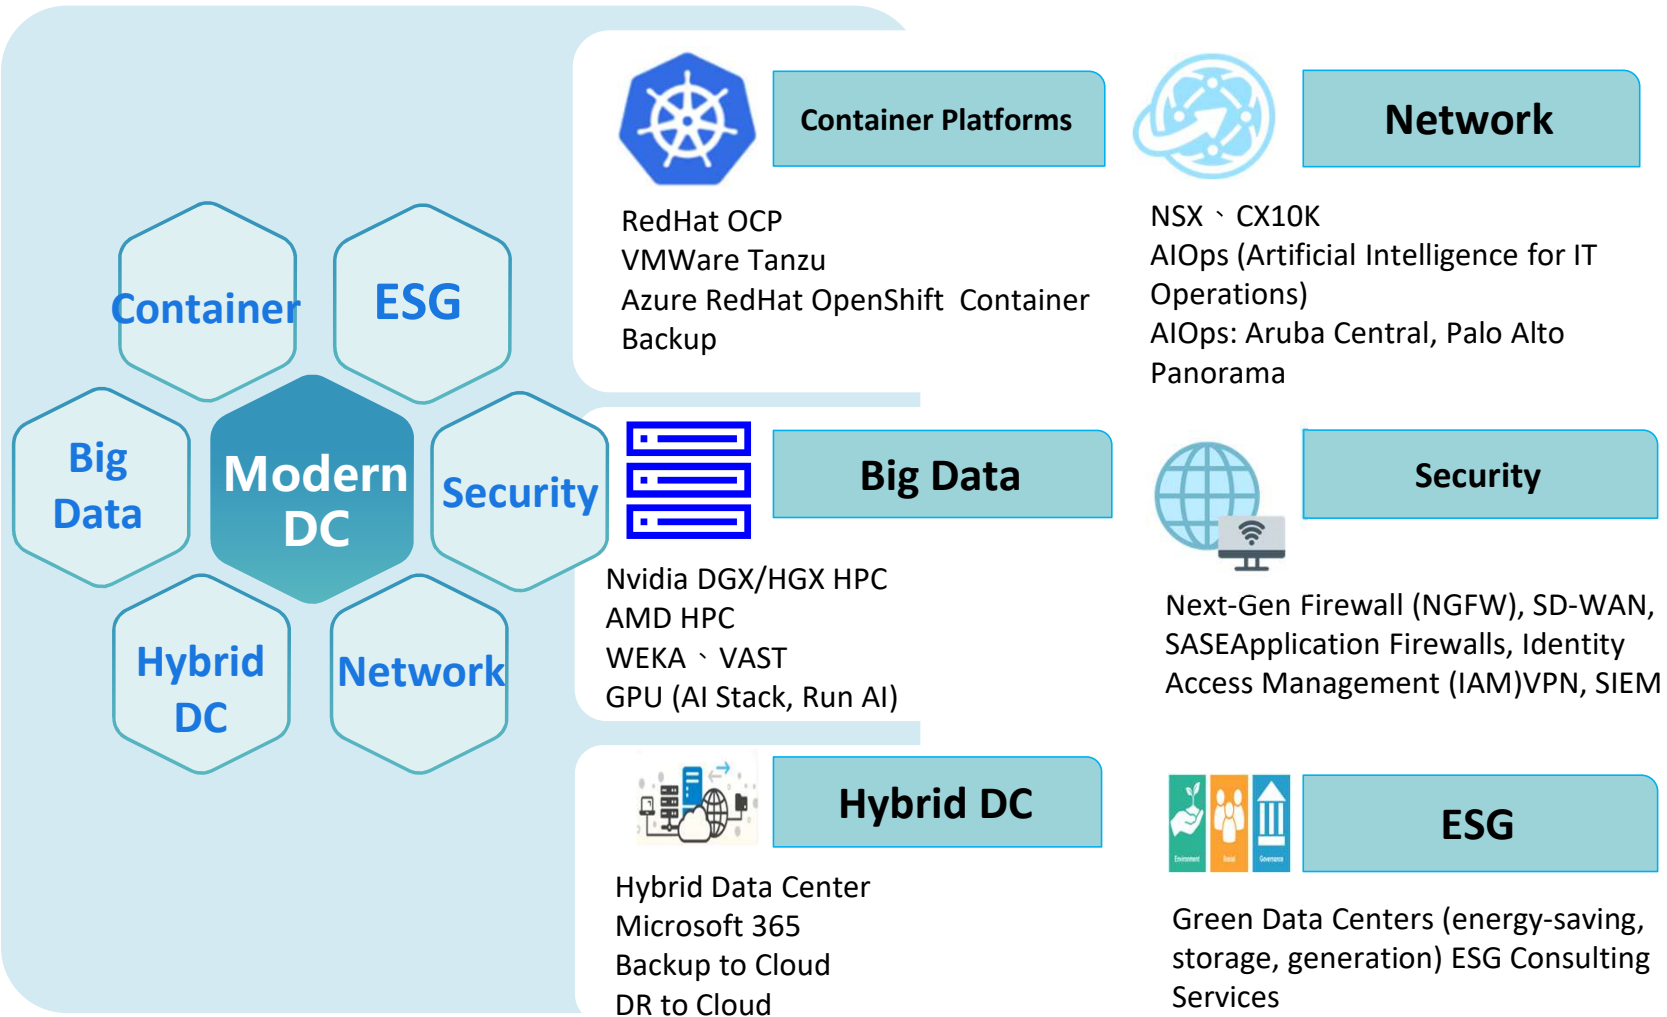 Container
ESG
Big
Data
Modern
DC
Security
Hybrid
DC
Network
Container Platforms
RedHat OCP
VMWare Tanzu
Azure RedHat OpenShift  Container
Backup
Network
NSX、CX10K
AIOps (Artificial Intelligence for IT
Operations)
AIOps: Aruba Central, Palo Alto
Panorama
Big Data
Nvidia DGX/HGX HPC
AMD HPC
WEKA、VAST
GPU (AI Stack, Run AI)
Security
Next-Gen Firewall (NGFW), SD-WAN,
SASEApplication Firewalls, Identity
Access Management (IAM)VPN, SIEM
Hybrid DC
Hybrid Data Center
Microsoft 365
Backup to Cloud
DR to Cloud
Environment
Social
Governance
ESG
Green Data Centers (energy-saving,
storage, generation) ESG Consulting
Services